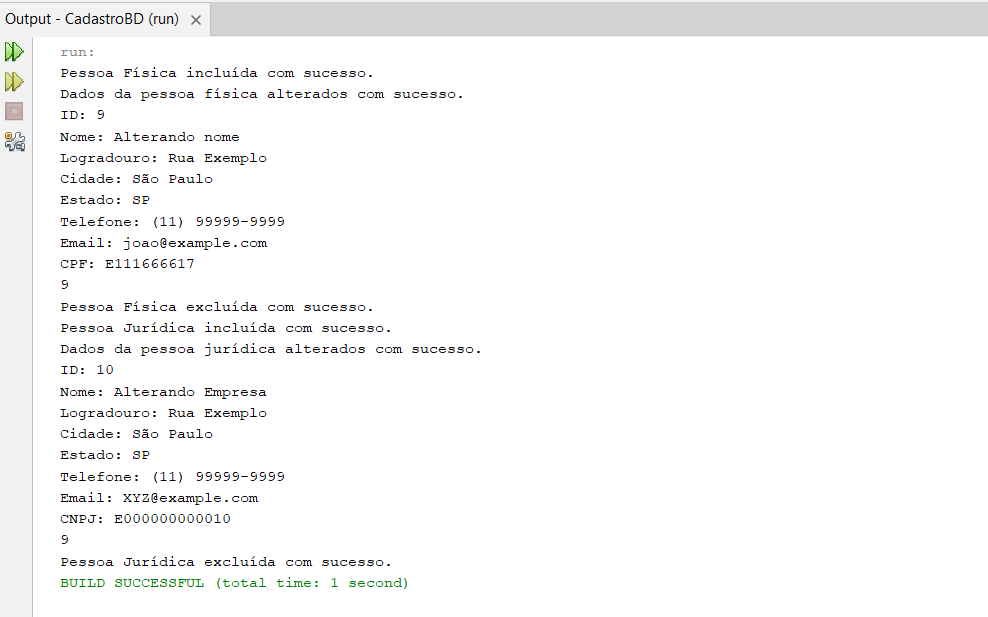 Output - CadastroBD (run)
run:
Pessoa Física incluída com sucesso.
Dados da pessoa física alterados com sucesso.
ID: 9
Nome: Alterando nome
Logradouro: Rua Exemplo
Cidade: São Paulo
Estado: SP
Telefone: (11) 99999-9999
Email: joao@example.com
CPF: E111666617
9
Pessoa Física excluída com sucesso.
Pessoa Jurídica incluída com sucesso.
Dados da pessoa jurídica alterados com sucesso.
ID: 10
Nome: Alterando Empresa
Logradouro: Rua Exemplo
Cidade: São Paulo
Estado: SP
Telefone: (11) 99999-9999
Email: XYZ@example.com
CNPJ: E000000000010
9
Pessoa Jurídica excluída com sucesso.
BUILD SUCCESSFUL (total time: 1 second)